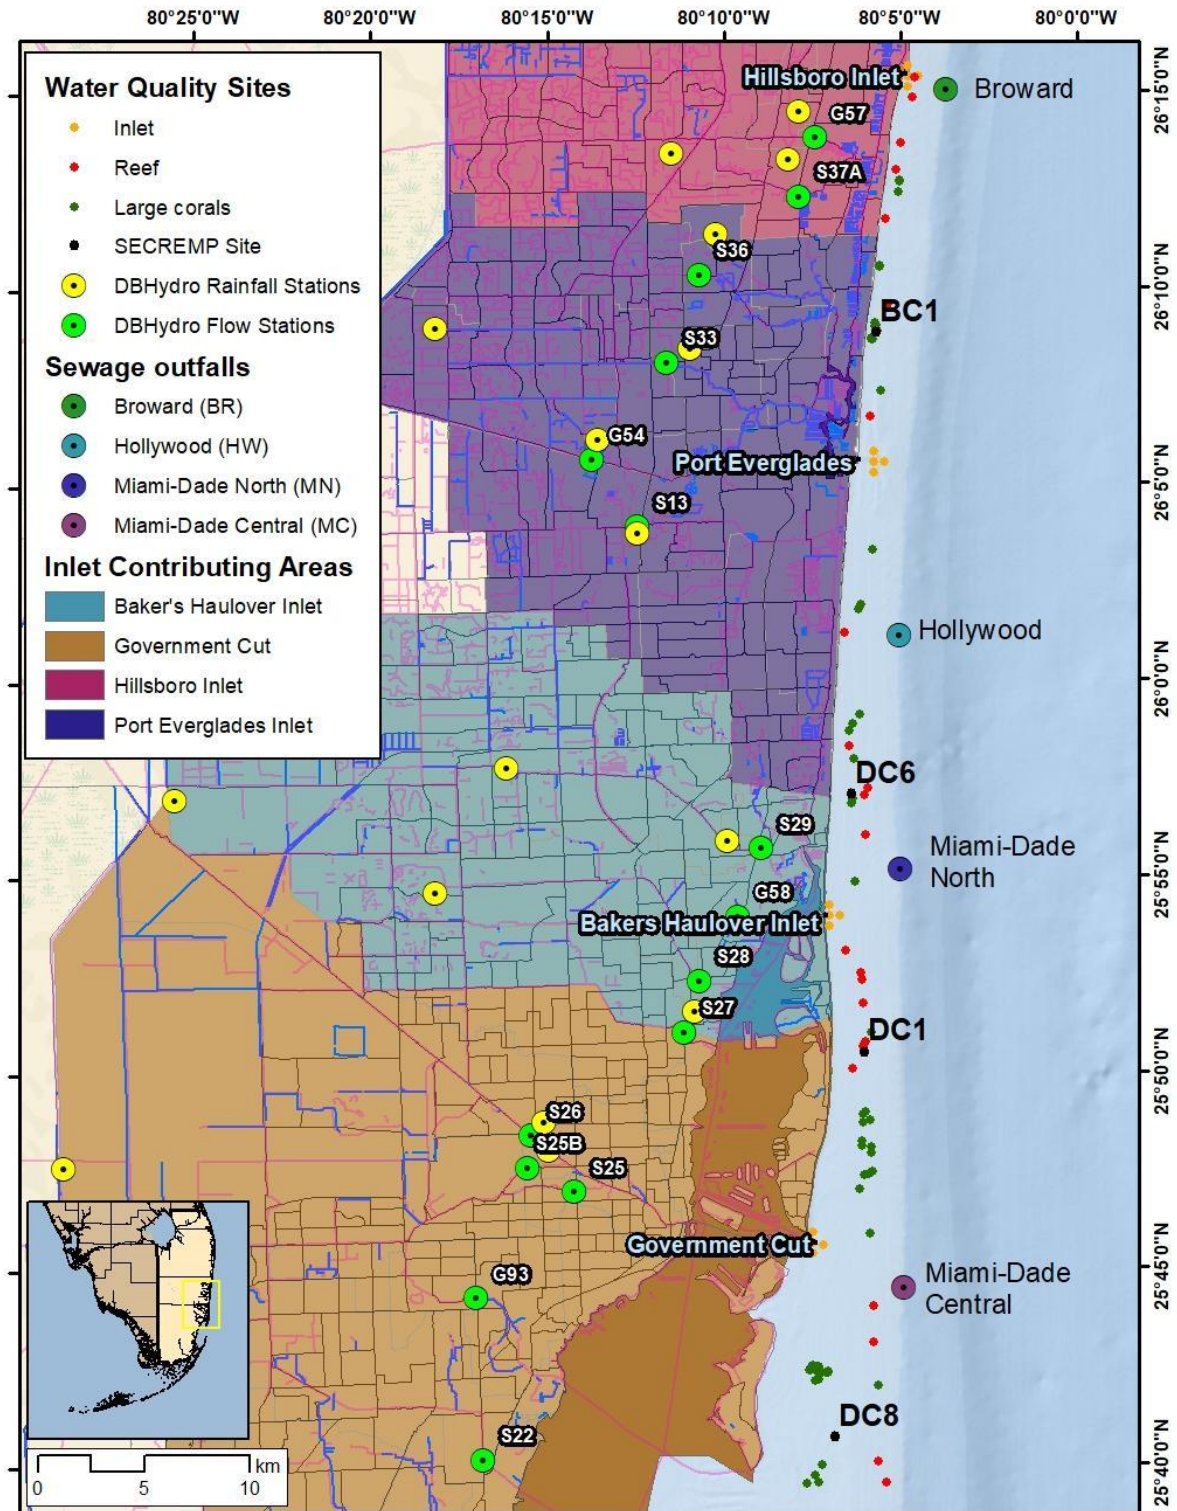 80°25'0"W 80°20'0"W 80°15'0"W 80°10'0"W 80°5'0"W 80°0'0"W
Water Quality Sites
Inlet
Reef
Large corals
SECREMP Site
DBHydro Rainfall Stations
DBHydro Flow Stations
Sewage outfalls
Broward (BR)
Hollywood (HW)
Miami-Dade North (MN)
Miami-Dade Central (MC)
Inlet Contributing Areas
Baker's Haulover Inlet
Government Cut
Hillsboro Inlet
Port Everglades Inlet
Hillsboro Inlet
Broward
G57
S37A
S36
BC1
S33
G54
Port Everglades
S13
Hollywood
DC6
S29
Miami-Dade
North
G58
Bakers Haulover Inlet
S28
S27
DC1
S26
S25B
S25
Government Cut
G93
Miami-Dade
Central
DC8
S22
0 5 10 km
26°15'0"N
26°10'0"N
26°5'0"N
26°0'0"N
25°55'0"N
25°50'0"N
25°45'0"N
25°40'0"N